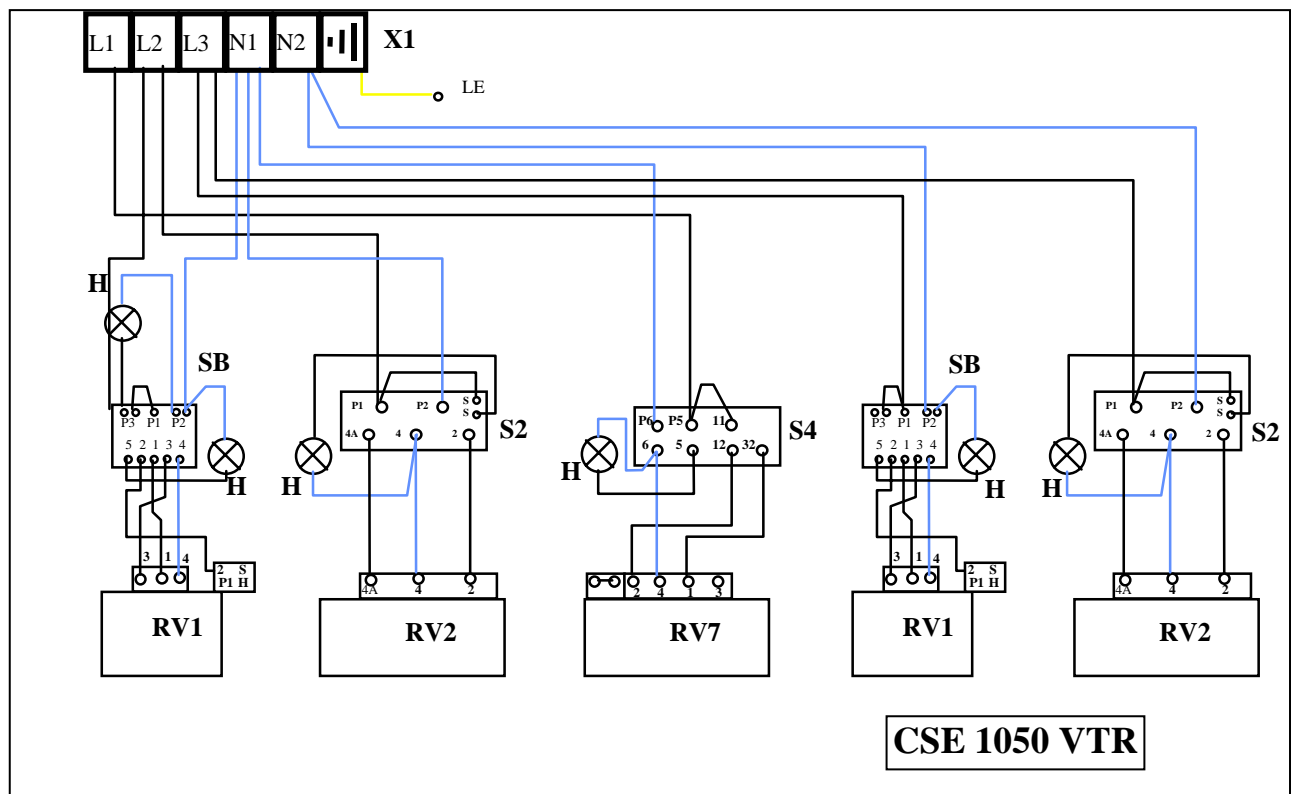 L1 L2 L3 N1 N2 X1
LE
H
SB SB
P3 P1 P2 P1 P2 S P6 P5 11 P3 P1 P2 P1 P2 S
S S2 S4 S S2
5 2 1 3 4 4A 4 2 6 5 12 32 5 2 1 3 4 4A 4 2
H H H H H
3 1 4 3 1 4
2 S 2 S
P1 H P1 H
4A 4 2 2 4 1 3 4A 4 2
RV1 RV2 RV7 RV1 RV2
CSE 1050 VTR